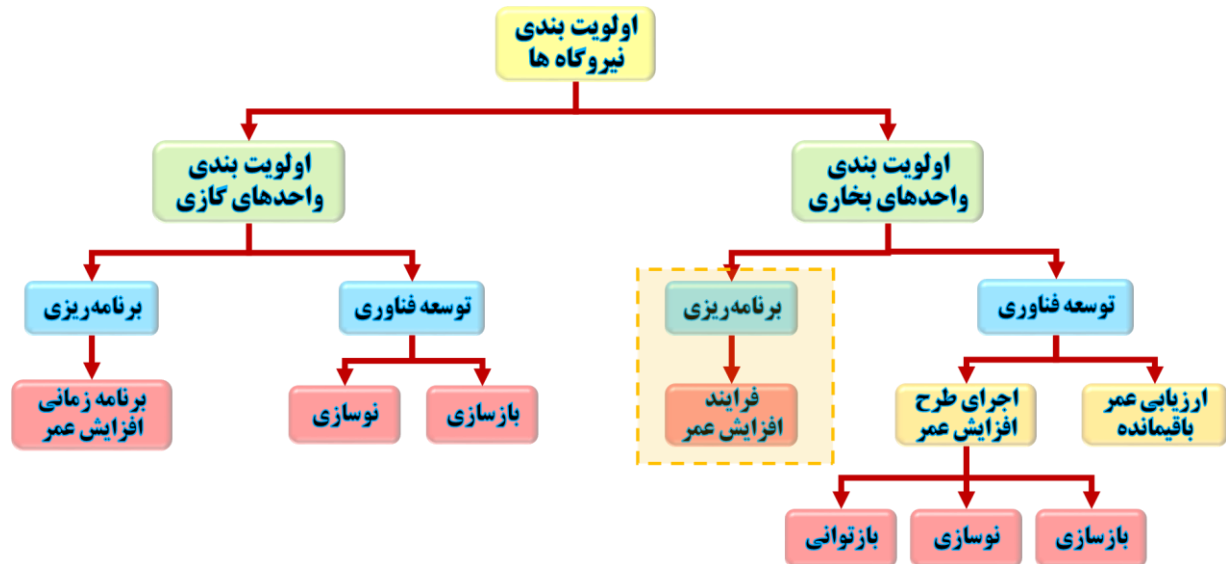 اولویت بندی
نیروگاه ها
اولویت بندی
واحدهای بخاری
اولویت بندی
واحدهای گازی
توسعه فناوری
برنامه‌ریزی
توسعه فناوری
برنامه‌ریزی
ارزیابی عمر
باقیمانده
اجرای طرح
افزایش عمر
فرایند
افزایش عمر
بازسازی
نوسازی
برنامه زمانی
افزایش عمر
بازسازی
نوسازی
بازتوانی